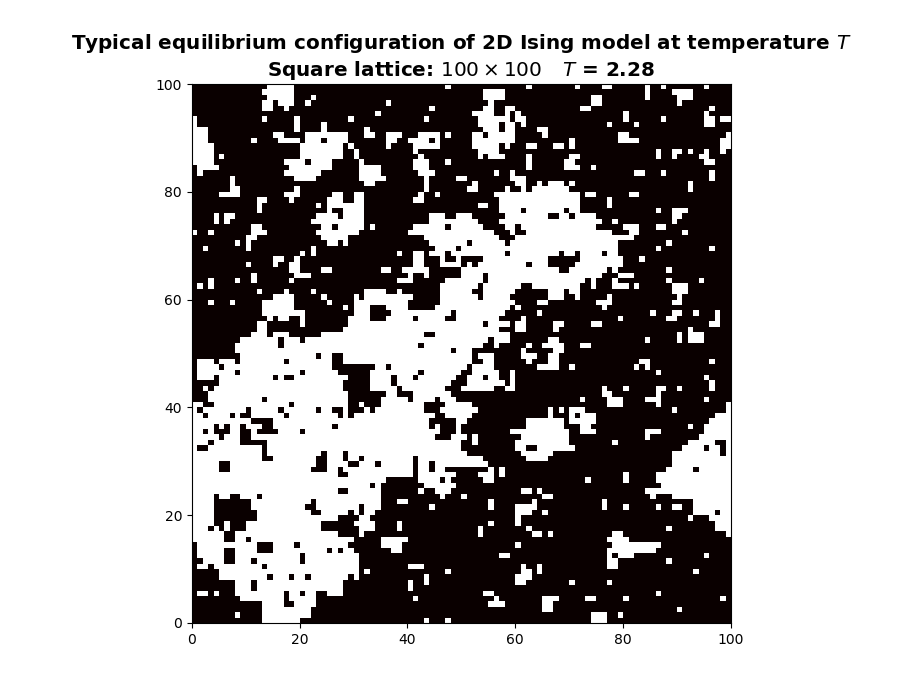 Typical equilibrium configuration of 2D Ising model at temperature T
Square lattice: 100 × 100 T = 2.28
100
80
60
40
20
0
0 20 40 60 80 100